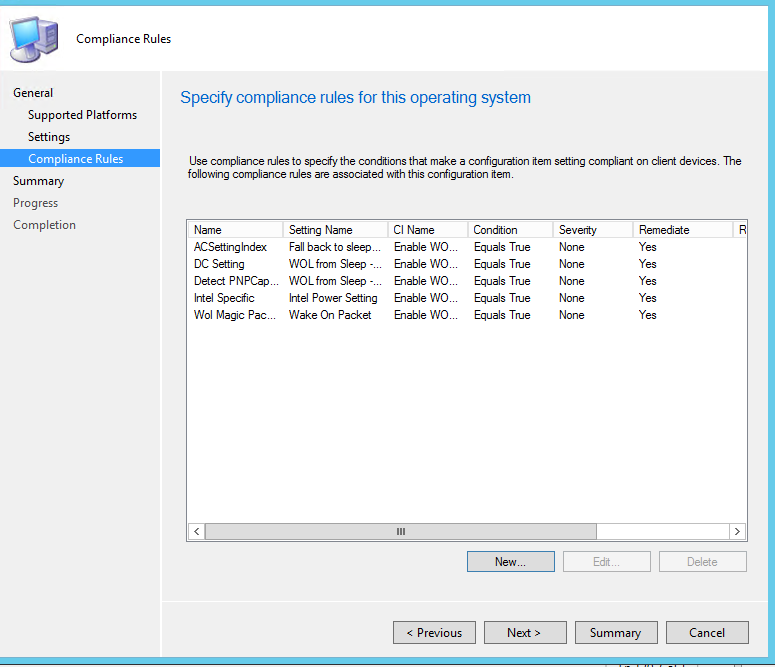 Compliance Rules
General
Supported Platforms
Settings
Compliance Rules
Summary
Progress
Completion
Specify compliance rules for this operating system
Use compliance rules to specify the conditions that make a configuration item setting compliant on client devices. The
following compliance rules are associated with this configuration item.
Name Setting Name CI Name Condition Severity Remediate R
ACSettingIndex Fall back to sleep... Enable WO... Equals True None Yes
DC Setting WOL from Sleep -... Enable WO... Equals True None Yes
Detect PNPCap... WOL from Sleep -... Enable WO... Equals True None Yes
Intel Specific Intel Power Setting Enable WO... Equals True None Yes
Wol Magic Pac... Wake On Packet Enable WO... Equals True None Yes
New... Edit... Delete
< Previous Next > Summary Cancel